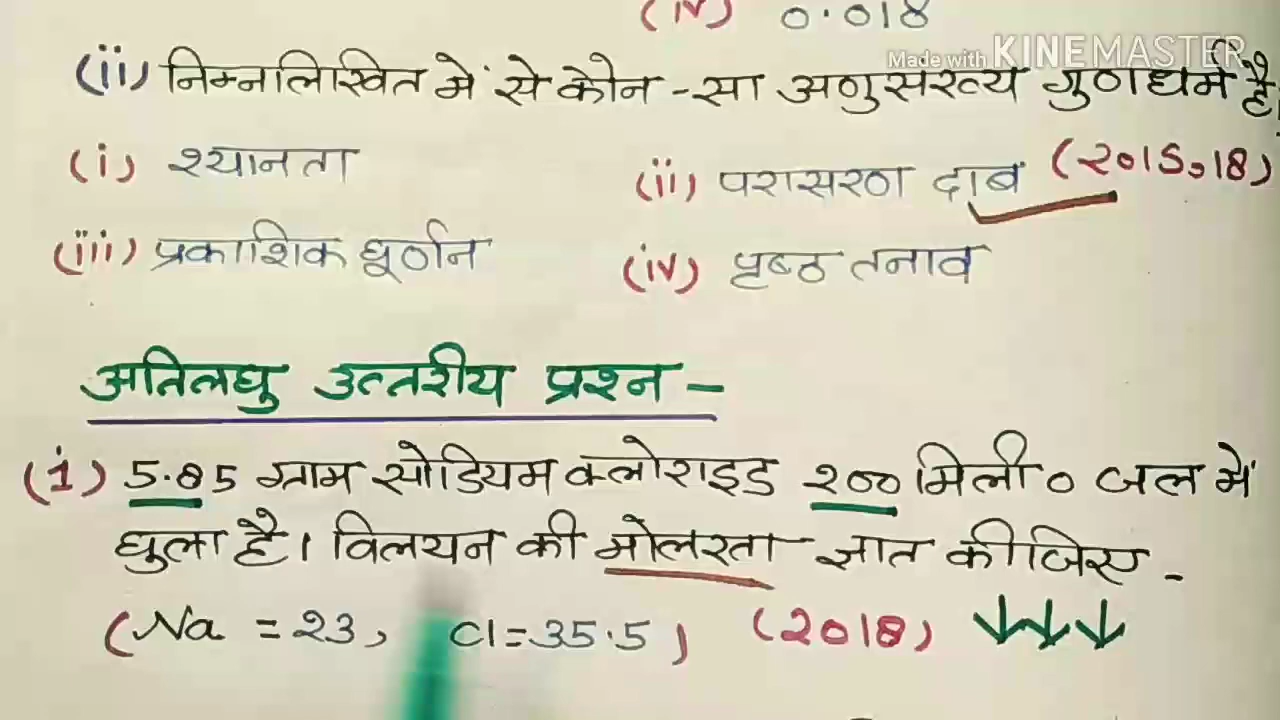 (iv) 0.018
Made with KINEMASTER
(ii) निम्नलिखित में से कौन-सा अणुसख्य गुणधर्म है।
(i) श्यानता (ii) परासरण दाब (2015,18)
(iii) प्रकाशिक घूर्णन (iv) पृष्ठ तनाव
अतिलघु उत्तरीय प्रश्न -
(i) 5.85 ग्राम सोडियम क्लोराइड 200 मिली० जल में
घुला है। विलयन की मोलरता ज्ञात कीजिए -
(Na = 23, Cl = 35.5) (2018)